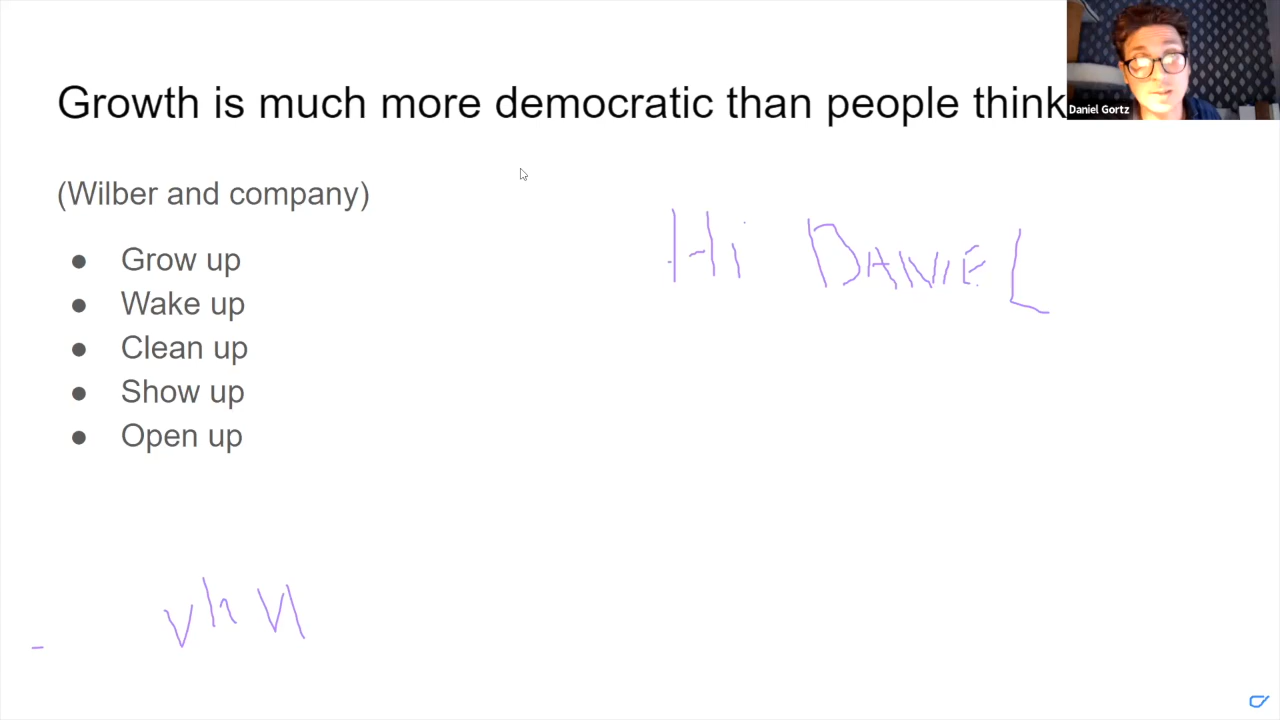 Growth is much more democratic than people think
Daniel Gortz
(Wilber and company)
Hi DANIEL
● Grow up
● Wake up
● Clean up
● Show up
● Open up